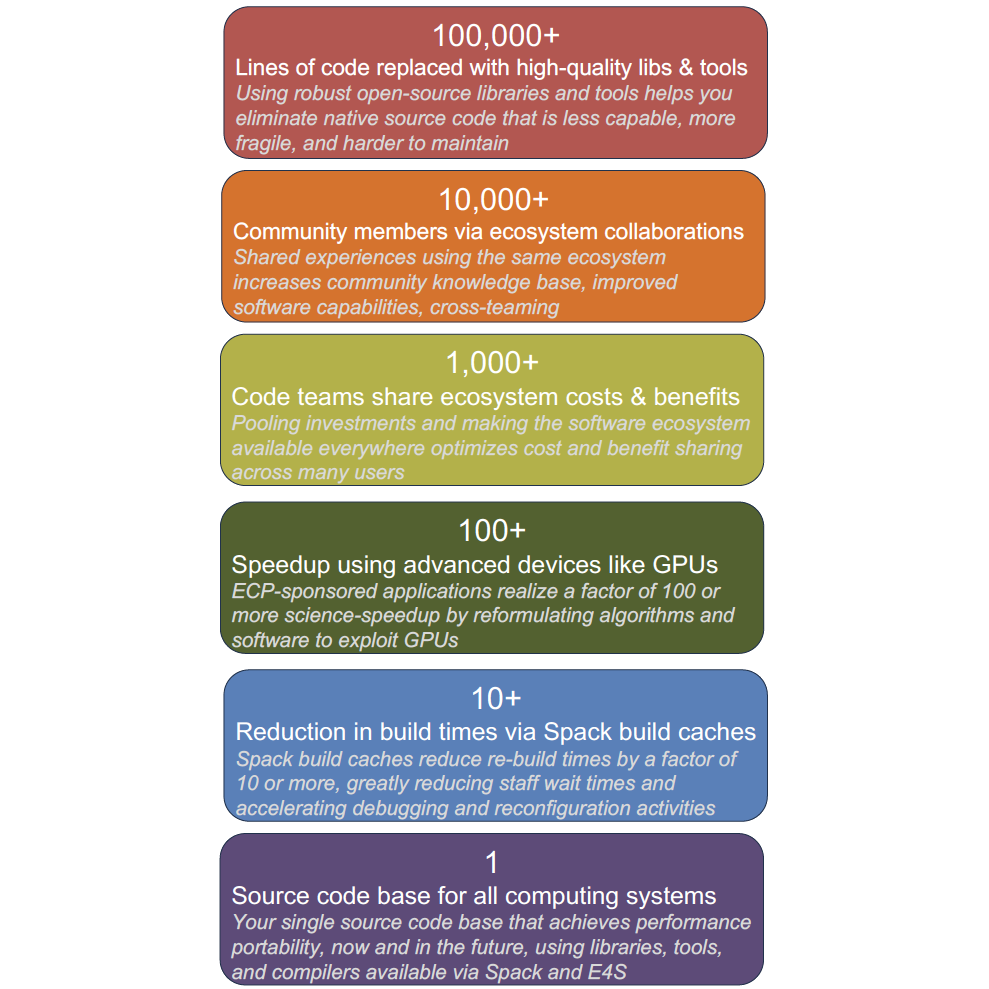 100,000+
Lines of code replaced with high-quality libs & tools
Using robust open-source libraries and tools helps you
eliminate native source code that is less capable, more
fragile, and harder to maintain
10,000+
Community members via ecosystem collaborations
Shared experiences using the same ecosystem
increases community knowledge base, improved
software capabilities, cross-teaming
1,000+
Code teams share ecosystem costs & benefits
Pooling investments and making the software ecosystem
available everywhere optimizes cost and benefit sharing
across many users
100+
Speedup using advanced devices like GPUs
ECP-sponsored applications realize a factor of 100 or
more science-speedup by reformulating algorithms and
software to exploit GPUs
10+
Reduction in build times via Spack build caches
Spack build caches reduce re-build times by a factor of
10 or more, greatly reducing staff wait times and
accelerating debugging and reconfiguration activities
1
Source code base for all computing systems
Your single source code base that achieves performance
portability, now and in the future, using libraries, tools,
and compilers available via Spack and E4S